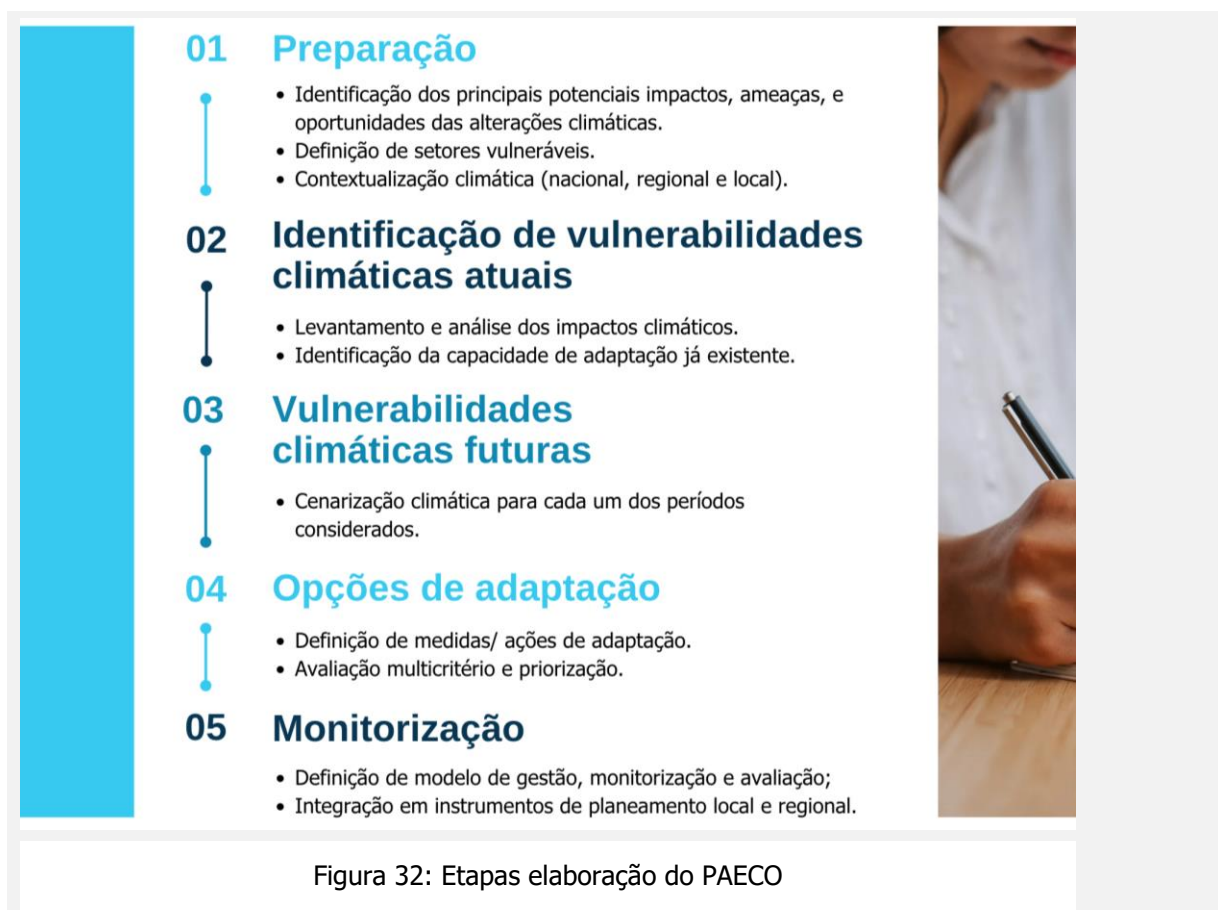 01 Preparação
• Identificação dos principais potenciais impactos, ameaças, e
oportunidades das alterações climáticas.
• Definição de setores vulneráveis.
• Contextualização climática (nacional, regional e local).
02 Identificação de vulnerabilidades
climáticas atuais
• Levantamento e análise dos impactos climáticos.
• Identificação da capacidade de adaptação já existente.
03 Vulnerabilidades
climáticas futuras
• Cenarização climática para cada um dos períodos
considerados.
04 Opções de adaptação
• Definição de medidas/ ações de adaptação.
• Avaliação multicritério e priorização.
05 Monitorização
• Definição de modelo de gestão, monitorização e avaliação;
• Integração em instrumentos de planeamento local e regional.
Figura 32: Etapas elaboração do PAECO